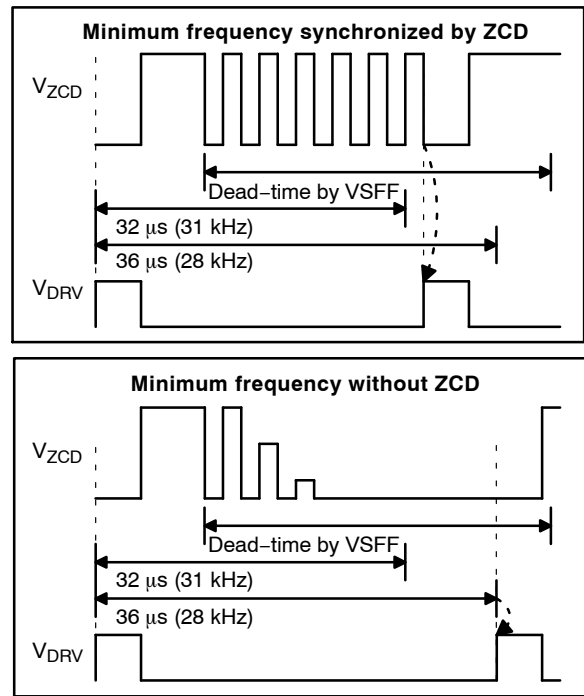 Minimum frequency synchronized by ZCD
VZCD
Dead−time by VSFF
32 μs (31 kHz)
36 μs (28 kHz)
VDRV
Minimum frequency without ZCD
VZCD
Dead−time by VSFF
32 μs (31 kHz)
36 μs (28 kHz)
VDRV